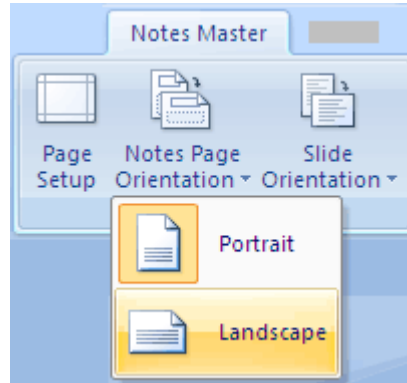 Notes Master
Page Setup
Notes Page Orientation
Slide Orientation
Portrait
Landscape